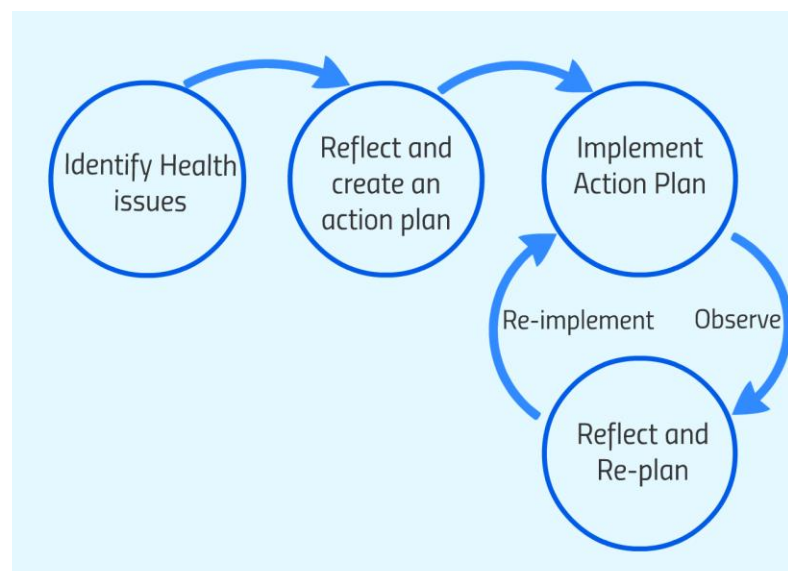 Identify Health
issues
Reflect and
create an
action plan
Implement
Action Plan
Re-implement
Observe
Reflect and
Re-plan